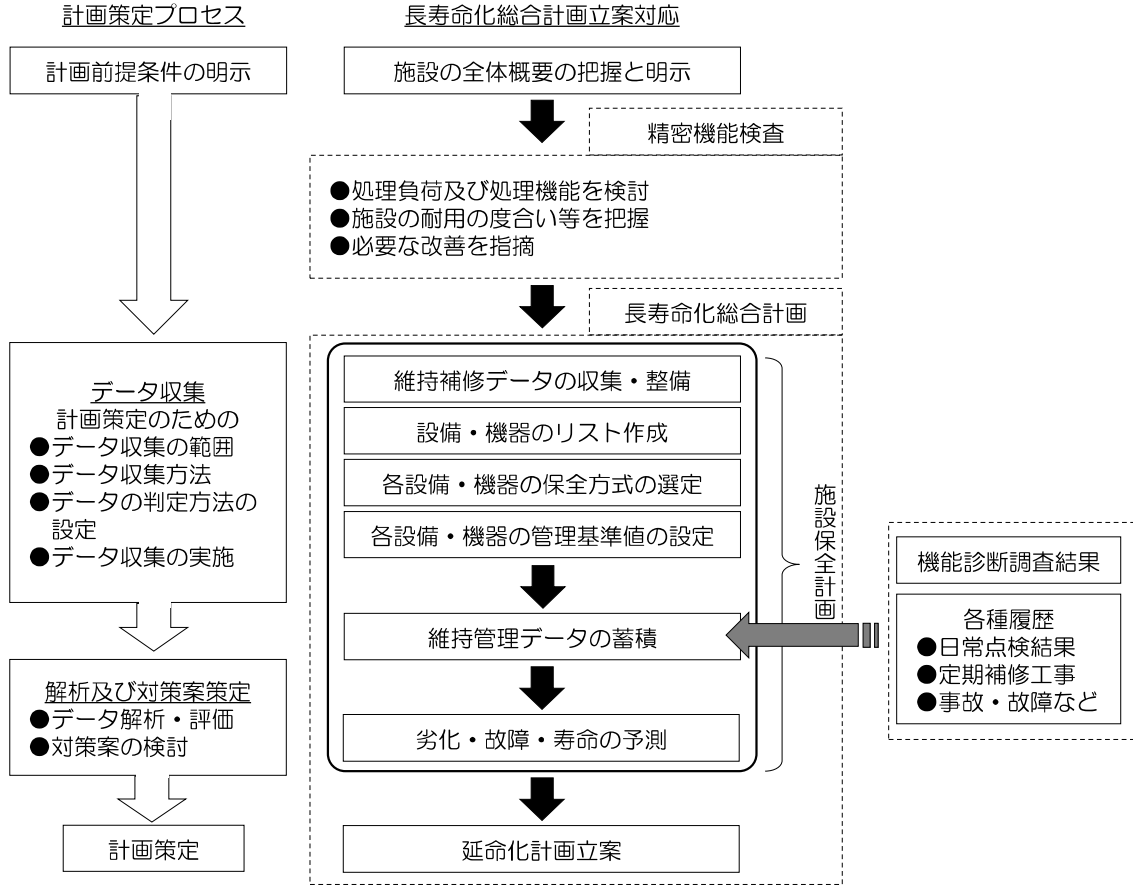 計画策定プロセス
計画前提条件の明示
データ収集
計画策定のための
●データ収集の範囲
●データ収集方法
●データの判定方法の
設定
●データ収集の実施
解析及び対策案策定
●データ解析・評価
●対策案の検討
計画策定
長寿命化総合計画立案対応
施設の全体概要の把握と明示
精密機能検査
●処理負荷及び処理機能を検討
●施設の耐用の度合い等を把握
●必要な改善を指摘
長寿命化総合計画
維持補修データの収集・整備
設備・機器のリスト作成
各設備・機器の保全方式の選定
各設備・機器の管理基準値の設定
維持管理データの蓄積
劣化・故障・寿命の予測
延命化計画立案
施設保全計画
機能診断調査結果
各種履歴
●日常点検結果
●定期補修工事
●事故・故障など